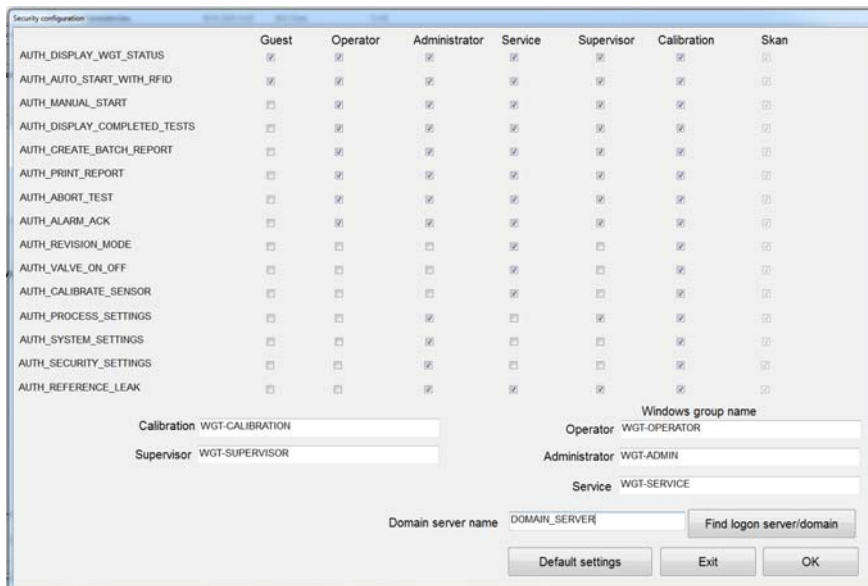 Security configuration
Guest Operator Administrator Service Supervisor Calibration Skan
AUTH_DISPLAY_WGT_STATUS
AUTH_AUTO_START_WITH_RFID
AUTH_MANUAL_START
AUTH_DISPLAY_COMPLETED_TESTS
AUTH_CREATE_BATCH_REPORT
AUTH_PRINT_REPORT
AUTH_ABORT_TEST
AUTH_ALARM_ACK
AUTH_REVISION_MODE
AUTH_VALVE_ON_OFF
AUTH_CALIBRATE_SENSOR
AUTH_PROCESS_SETTINGS
AUTH_SYSTEM_SETTINGS
AUTH_SECURITY_SETTINGS
AUTH_REFERENCE_LEAK
Windows group name
Calibration WGT-CALIBRATION Operator WGT-OPERATOR
Supervisor WGT-SUPERVISOR Administrator WGT-ADMIN
Service WGT-SERVICE
Domain server name DOMAIN_SERVER Find logon server/domain
Default settings Exit OK